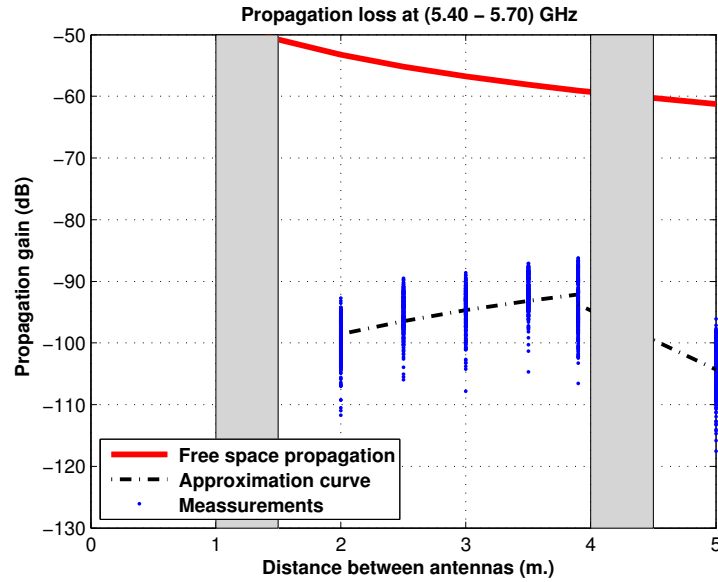 Propagation loss at (5.40 − 5.70) GHz
Propagation gain (dB)
−50
−60
−70
−80
−90
−100
−110
−120
−130
Free space propagation
Approximation curve
Meassurements
0 1 2 3 4 5
Distance between antennas (m.)